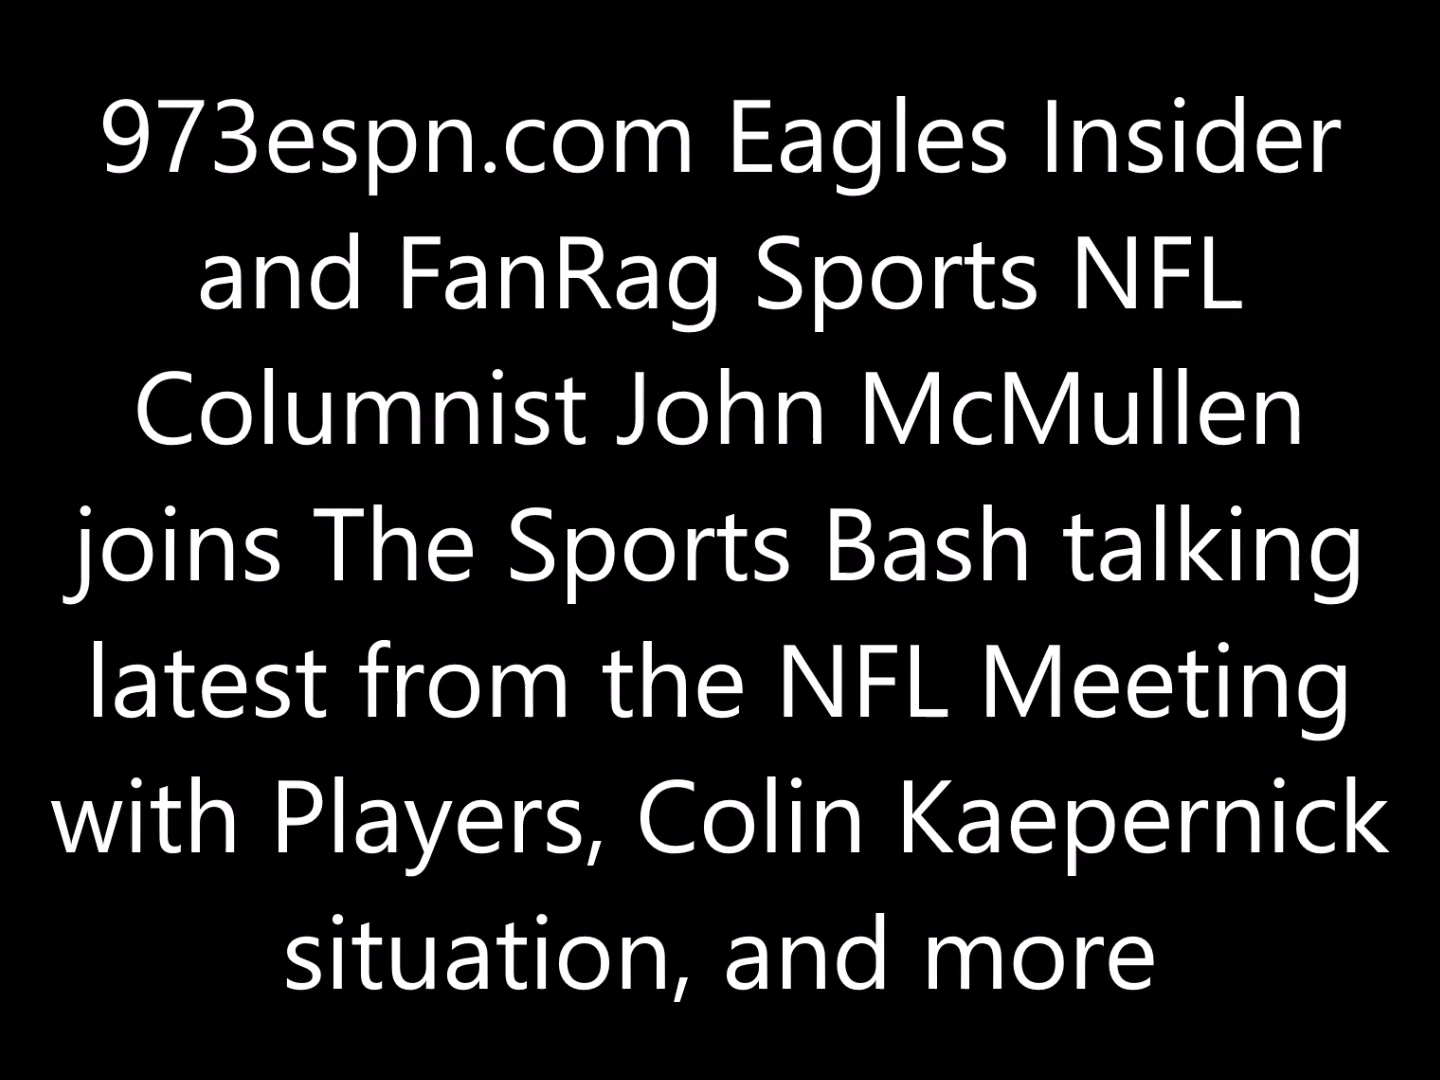 973espn.com Eagles Insider
and FanRag Sports NFL
Columnist John McMullen
joins The Sports Bash talking
latest from the NFL Meeting
with Players, Colin Kaepernick
situation, and more